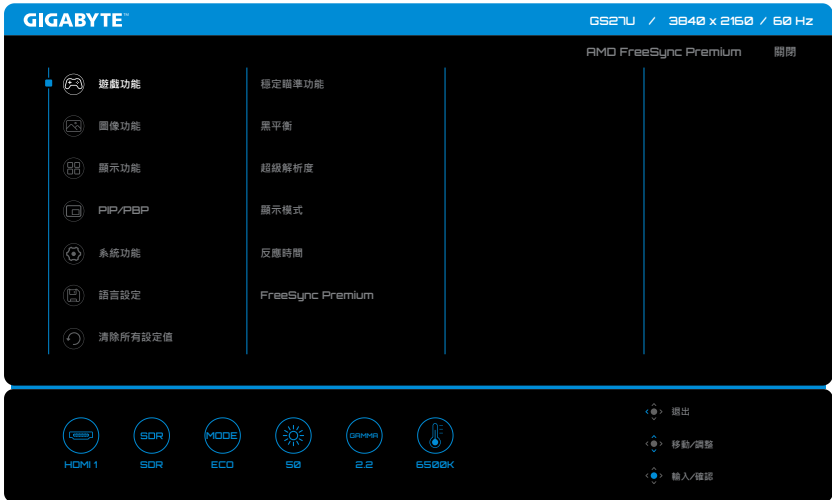 GIGABYTE™
GS27U / 3840 x 2160 / 60 Hz
AMD FreeSync Premium 關閉
遊戲功能
圖像功能
顯示功能
PIP/PBP
系統功能
語言設定
清除所有設定值
穩定瞄準功能
黑平衡
超級解析度
顯示模式
反應時間
FreeSync Premium
HDMI 1
SDR
SDR
MODE
ECO
50
GAMMA
2.2
6500K
退出
移動/調整
輸入/確認